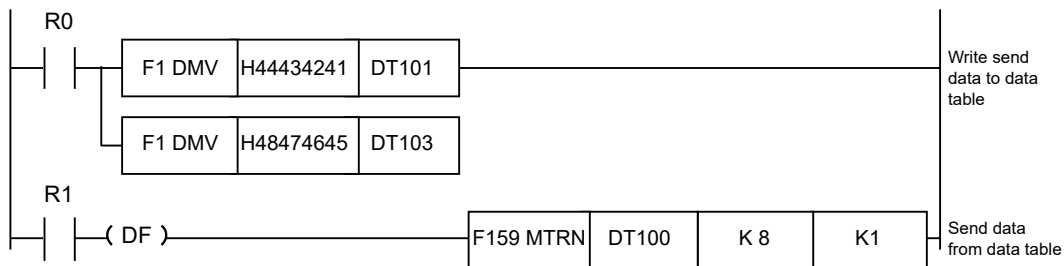 R0
F1 DMV H44434241 DT101
Write send
data to data
table
F1 DMV H48474645 DT103
R1
( DF )
F159 MTRN DT100 K 8 K1
Send data
from data table